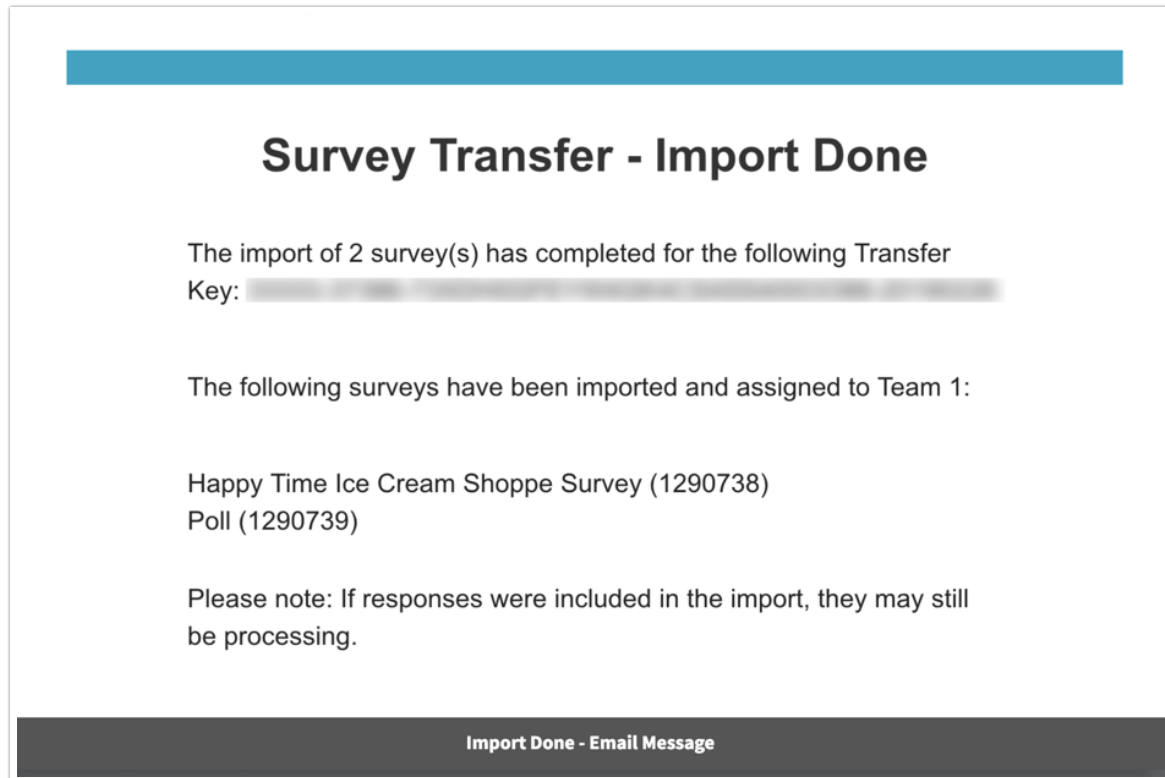 Survey Transfer - Import Done
The import of 2 survey(s) has completed for the following Transfer
Key:
The following surveys have been imported and assigned to Team 1:
Happy Time Ice Cream Shoppe Survey (1290738)
Poll (1290739)
Please note: If responses were included in the import, they may still
be processing.
Import Done - Email Message